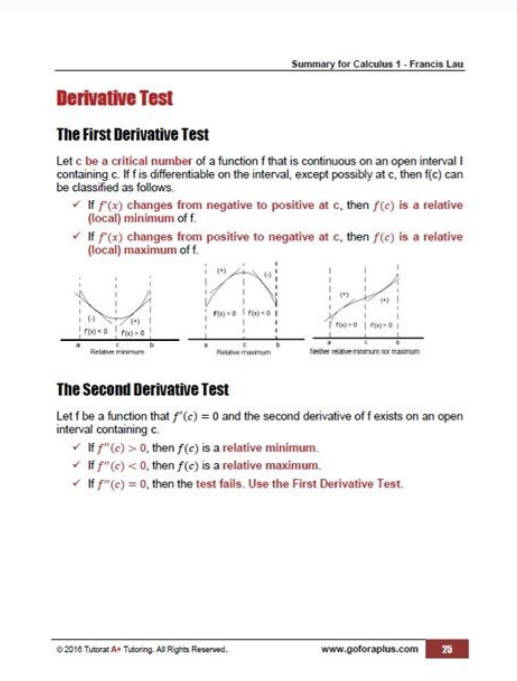 Summary for Calculus 1 - Francis Lau
Derivative Test
The First Derivative Test
Let c be a critical number of a function f that is continuous on an open interval I
containing c. If f is differentiable on the interval, except possibly at c, then f(c) can
be classified as follows.
✓ If f'(x) changes from negative to positive at c, then f(c) is a relative
(local) minimum of f.
✓ If f'(x) changes from positive to negative at c, then f(c) is a relative
(local) maximum of f.
(-) (+)
f'(x) < 0 f'(x) > 0
a c b
Relative minimum
(+) (-)
f'(x) > 0 f'(x) < 0
a c b
Relative maximum
(+) (+)
f'(x) > 0 f'(x) > 0
a c b
Neither relative minimum nor maximum
The Second Derivative Test
Let f be a function that f'(c) = 0 and the second derivative of f exists on an open
interval containing c.
✓ If f''(c) > 0, then f(c) is a relative minimum.
✓ If f''(c) < 0, then f(c) is a relative maximum.
✓ If f''(c) = 0, then the test fails. Use the First Derivative Test.
© 2016 Tutorat A+ Tutoring. All Rights Reserved.
www.goforaplus.com
25